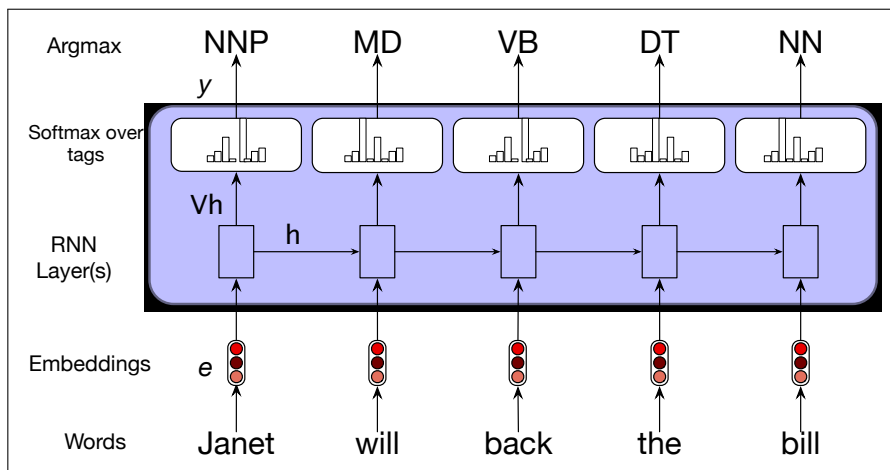 Argmax NNP MD VB DT NN
y
Softmax over
tags
Vh
h
RNN
Layer(s)
Embeddings e
Words Janet will back the bill